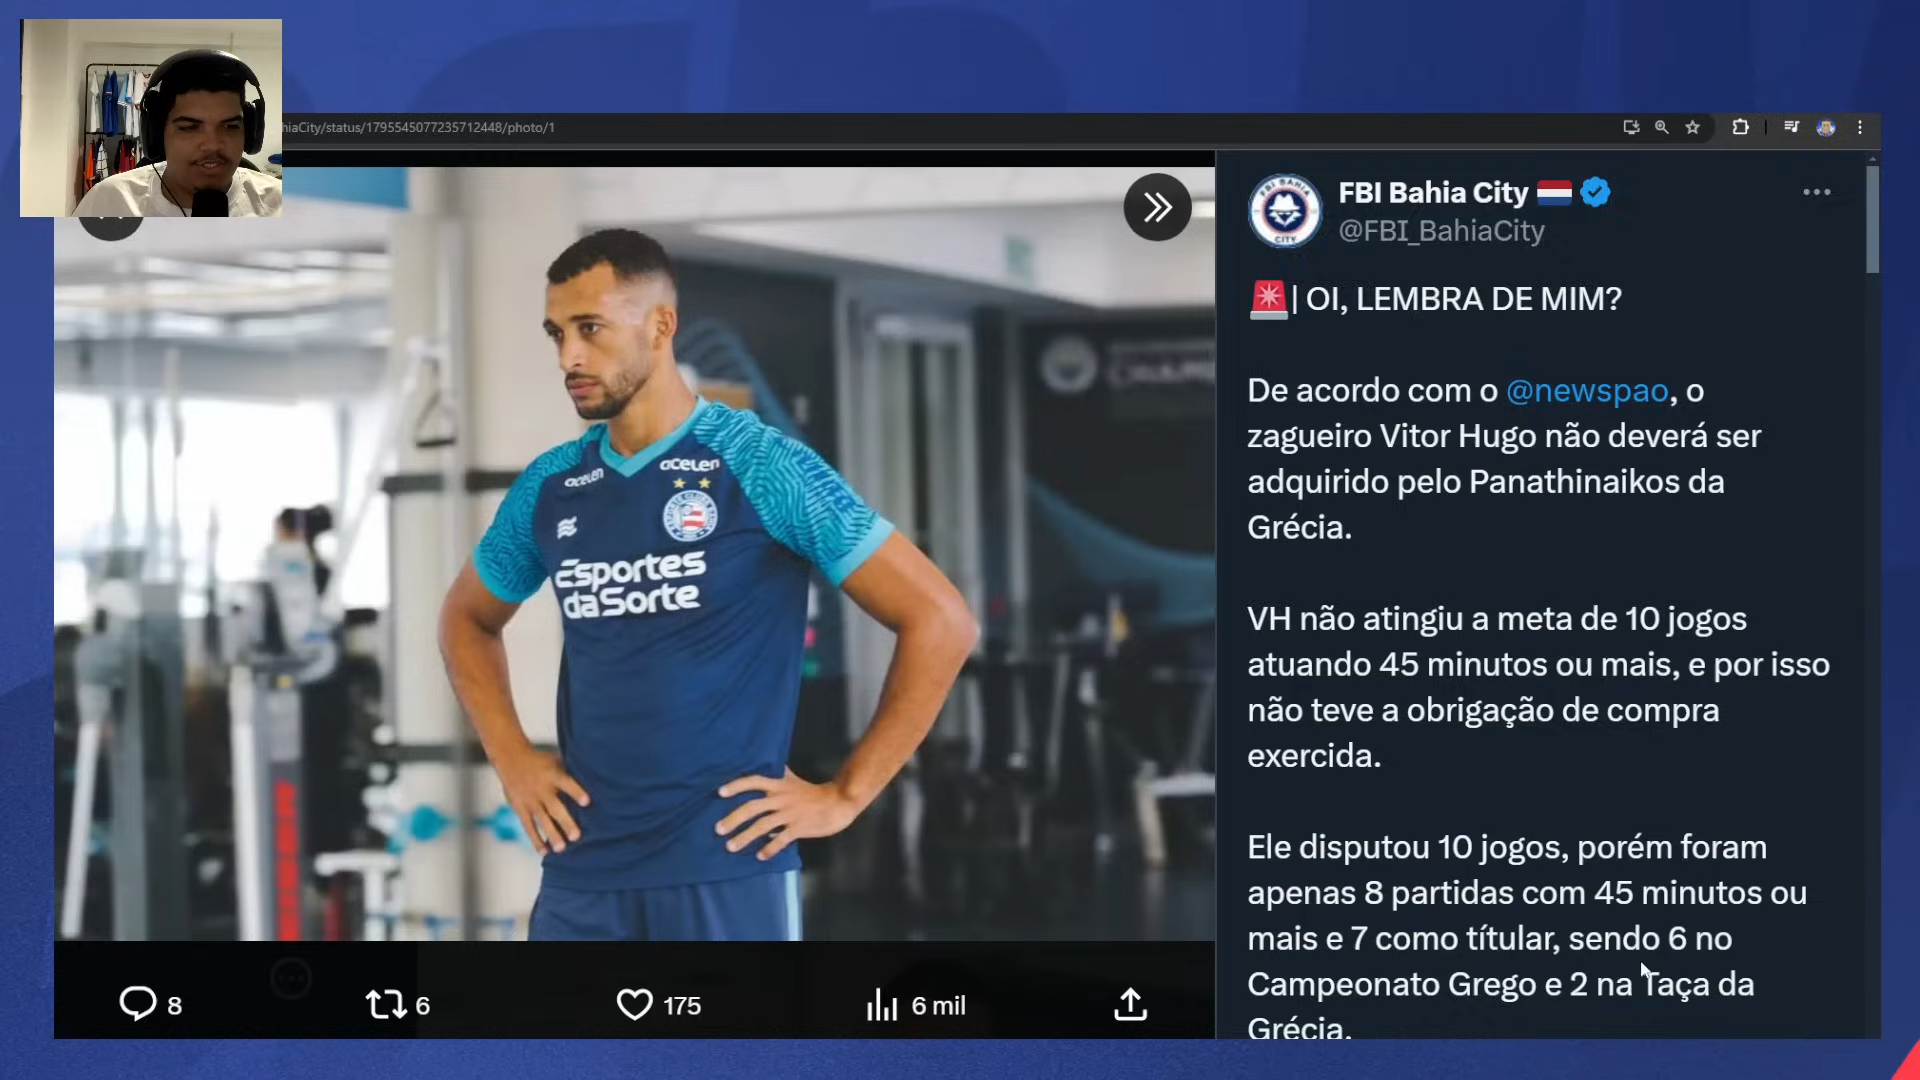 hiaCity/status/1795545077235712448/photo/1
FBI Bahia City
@FBI_BahiaCity
| OI, LEMBRA DE MIM?
De acordo com o @newspao, o
zagueiro Vitor Hugo não deverá ser
adquirido pelo Panathinaikos da
Grécia.
VH não atingiu a meta de 10 jogos
atuando 45 minutos ou mais, e por isso
não teve a obrigação de compra
exercida.
Ele disputou 10 jogos, porém foram
apenas 8 partidas com 45 minutos ou
mais e 7 como títular, sendo 6 no
Campeonato Grego e 2 na Taça da
Grécia.
acelen
acelen
Esportes
daSorte
8
6
175
6 mil